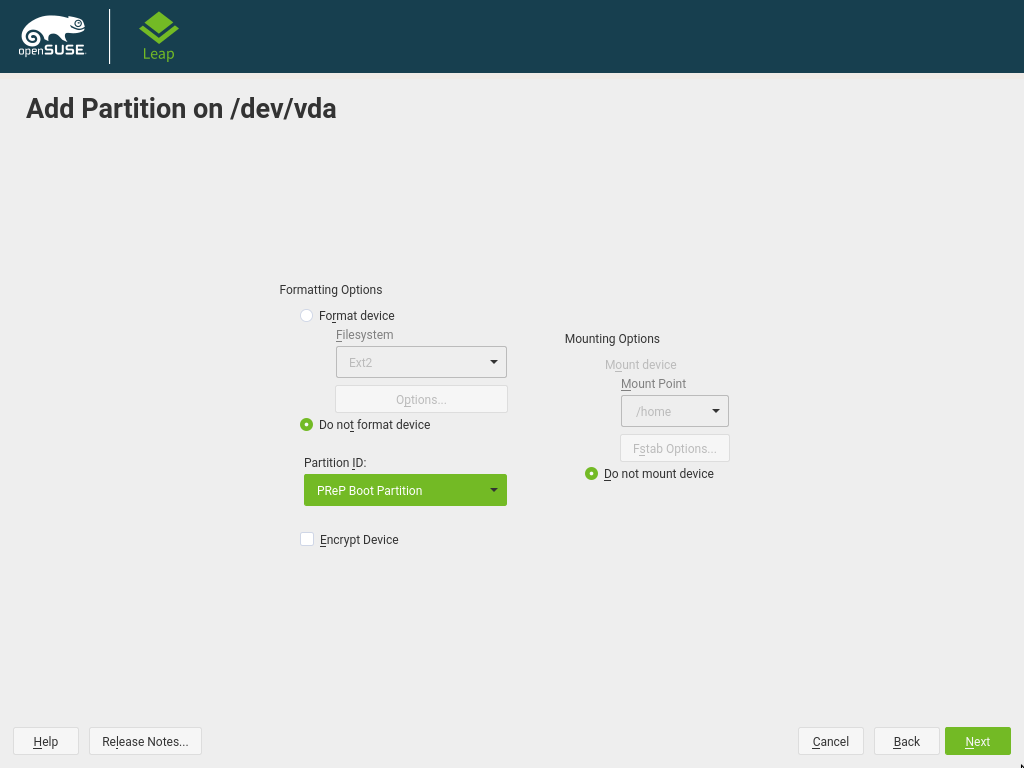 openSUSE
Leap
Add Partition on /dev/vda
Formatting Options
Format device
Filesystem
Ext2
Options...
Do not format device
Partition ID:
PReP Boot Partition
Encrypt Device
Mounting Options
Mount device
Mount Point
/home
Fstab Options...
Do not mount device
Help
Release Notes...
Cancel
Back
Next